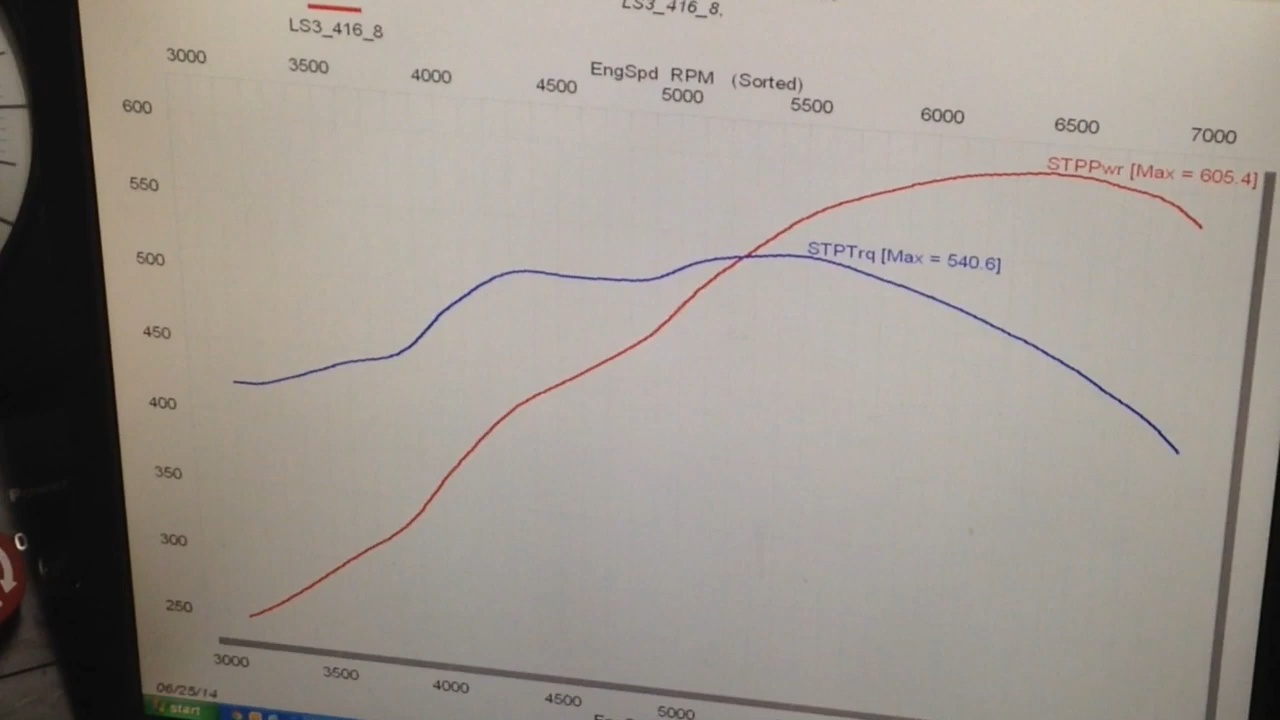 LS3_416_8,
LS3_416_8
EngSpd RPM (Sorted)
3000 3500 4000 4500 5000 5500 6000 6500 7000
600
STPPwr [Max = 605.4]
550
STPTrq [Max = 540.6]
500
450
400
350
300
250
3000 3500 4000 4500 5000
06/25/14
start